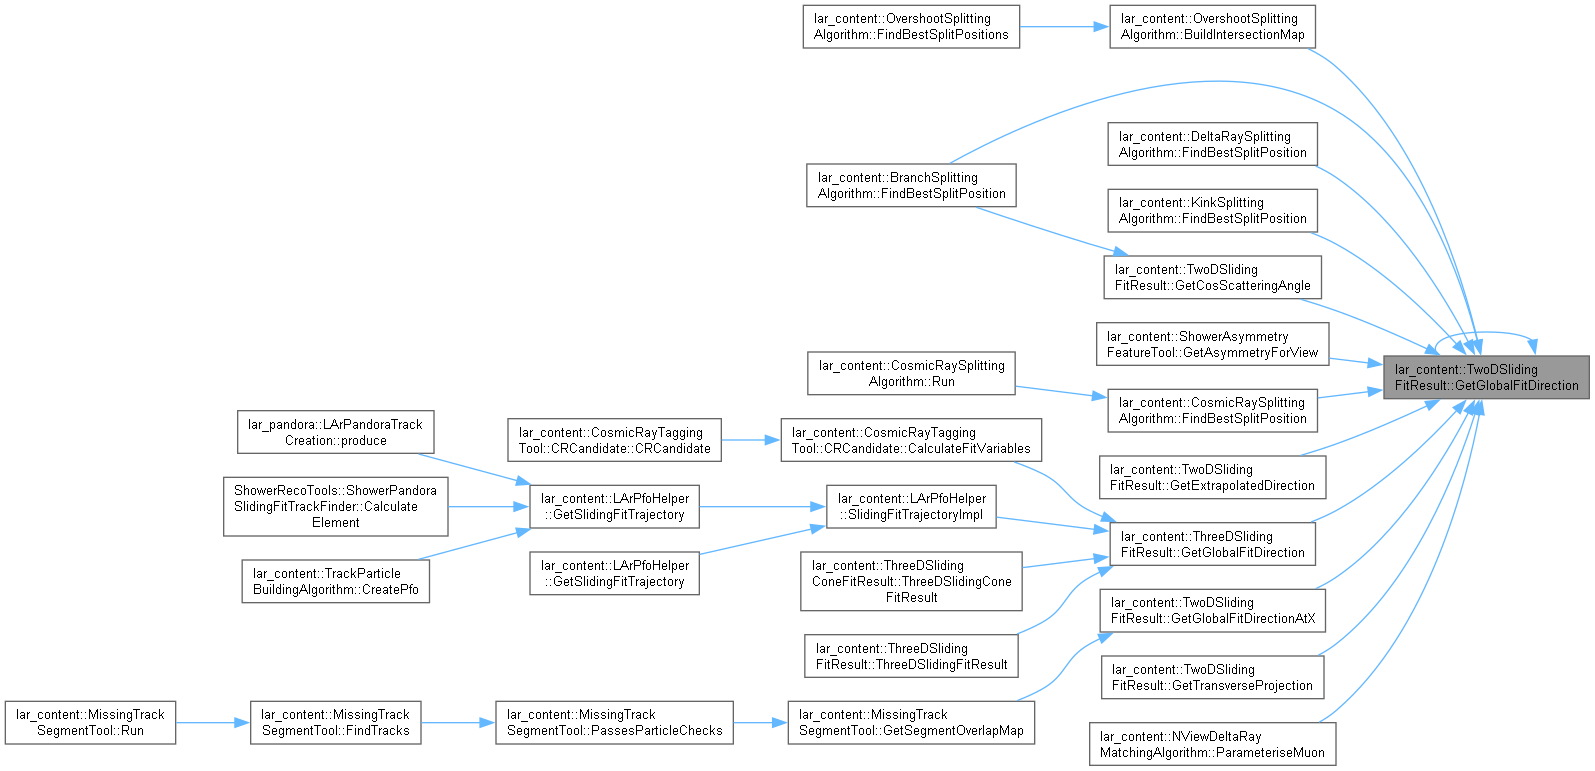 lar_content::OvershootSplitting
Algorithm::FindBestSplitPositions
lar_content::OvershootSplitting
Algorithm::BuildIntersectionMap
lar_content::DeltaRaySplitting
Algorithm::FindBestSplitPosition
lar_content::BranchSplitting
Algorithm::FindBestSplitPosition
lar_content::KinkSplitting
Algorithm::FindBestSplitPosition
lar_content::TwoDSliding
FitResult::GetCosScatteringAngle
lar_content::ShowerAsymmetry
FeatureTool::GetAsymmetryForView
lar_content::TwoDSliding
FitResult::GetGlobalFitDirection
lar_content::CosmicRaySplitting
Algorithm::Run
lar_content::CosmicRaySplitting
Algorithm::FindBestSplitPosition
lar_pandora::LArPandoraTrack
Creation::produce
lar_content::CosmicRayTagging
Tool::CRCandidate::CRCandidate
lar_content::CosmicRayTagging
Tool::CRCandidate::CalculateFitVariables
lar_content::TwoDSliding
FitResult::GetExtrapolatedDirection
ShowerRecoTools::ShowerPandora
SlidingFitTrackFinder::Calculate
Element
lar_content::LArPfoHelper
::GetSlidingFitTrajectory
lar_content::LArPfoHelper
::SlidingFitTrajectoryImpl
lar_content::ThreeDSliding
FitResult::GetGlobalFitDirection
lar_content::TrackParticle
BuildingAlgorithm::CreatePfo
lar_content::LArPfoHelper
::GetSlidingFitTrajectory
lar_content::ThreeDSliding
ConeFitResult::ThreeDSlidingCone
FitResult
lar_content::TwoDSliding
FitResult::GetGlobalFitDirectionAtX
lar_content::ThreeDSliding
FitResult::ThreeDSlidingFitResult
lar_content::TwoDSliding
FitResult::GetTransverseProjection
lar_content::MissingTrack
SegmentTool::Run
lar_content::MissingTrack
SegmentTool::FindTracks
lar_content::MissingTrack
SegmentTool::PassesParticleChecks
lar_content::MissingTrack
SegmentTool::GetSegmentOverlapMap
lar_content::NViewDeltaRay
MatchingAlgorithm::ParameteriseMuon